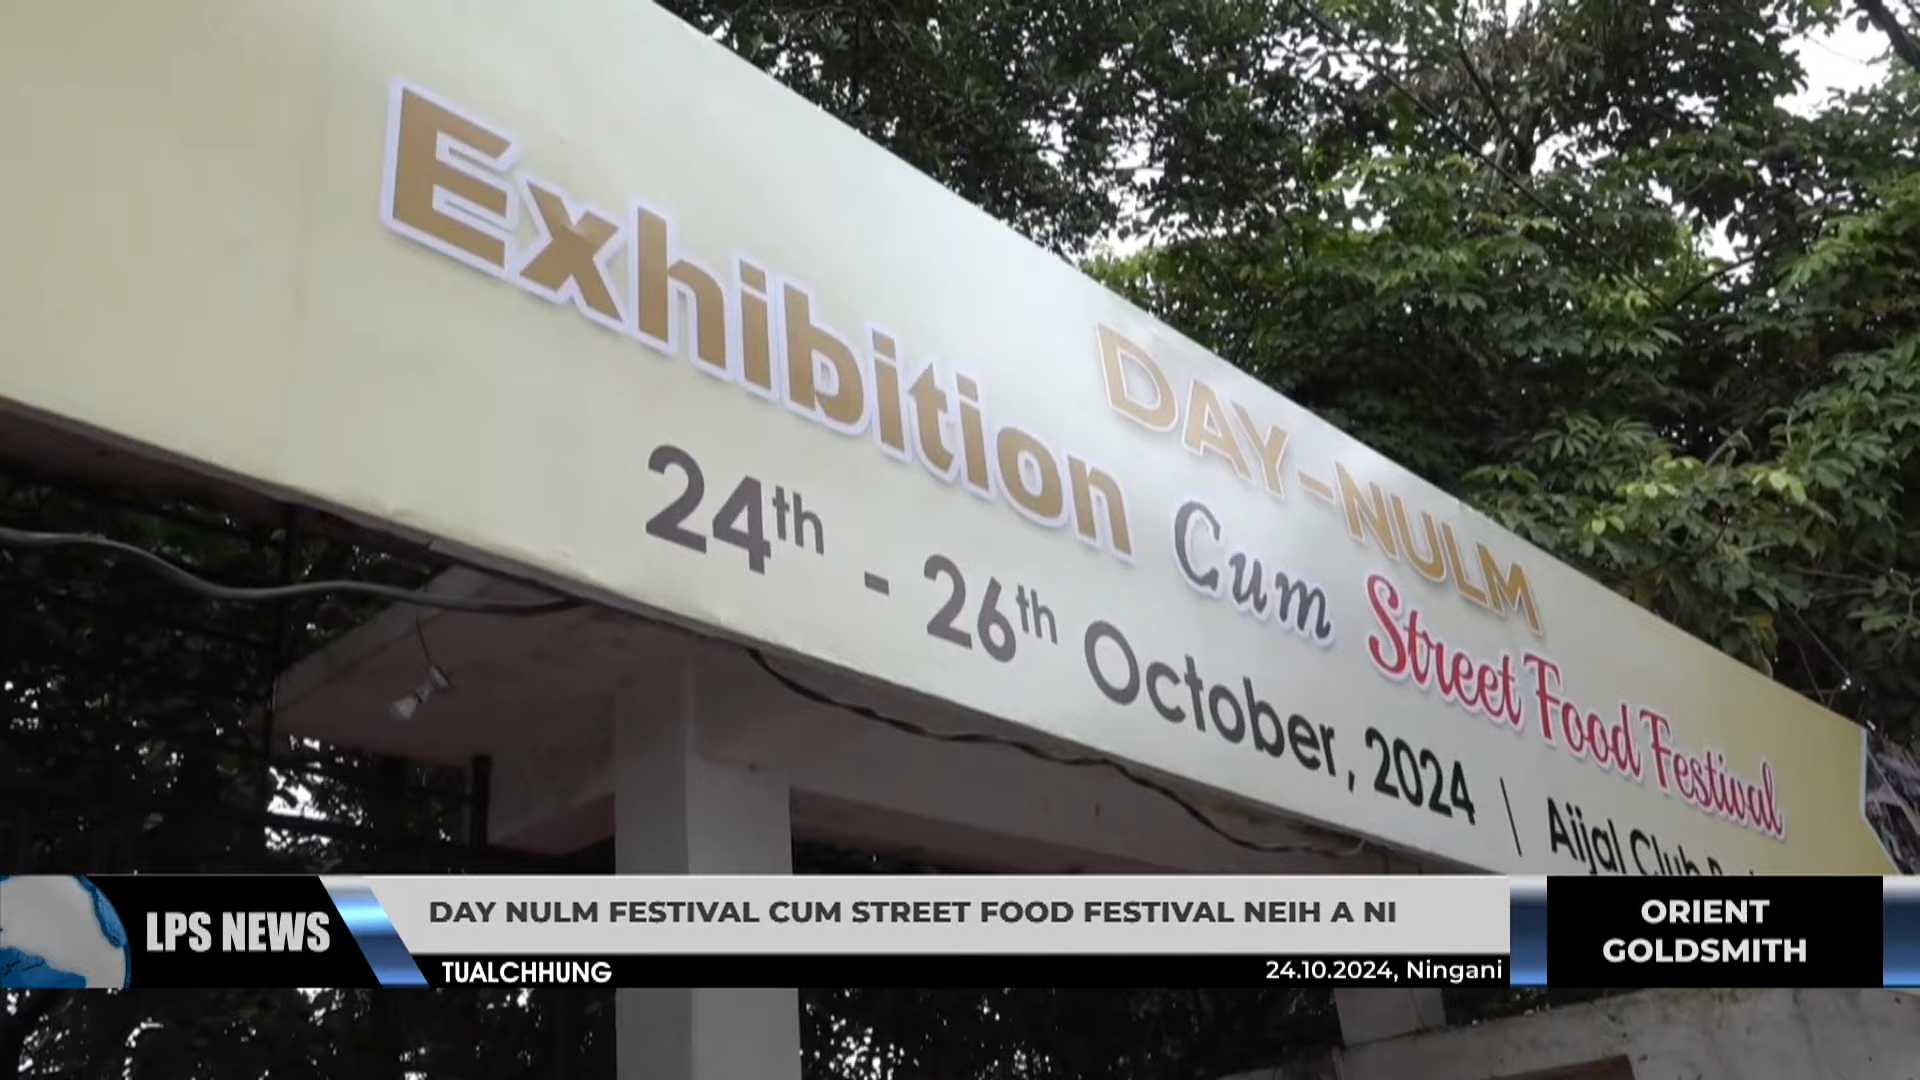 DAY-NULM
Exhibition Cum Street Food Festival
24th - 26th October, 2024 | Aijal Club
LPS NEWS
DAY NULM FESTIVAL CUM STREET FOOD FESTIVAL NEIH A NI
TUALCHHUNG
24.10.2024, Ningani
ORIENT
GOLDSMITH